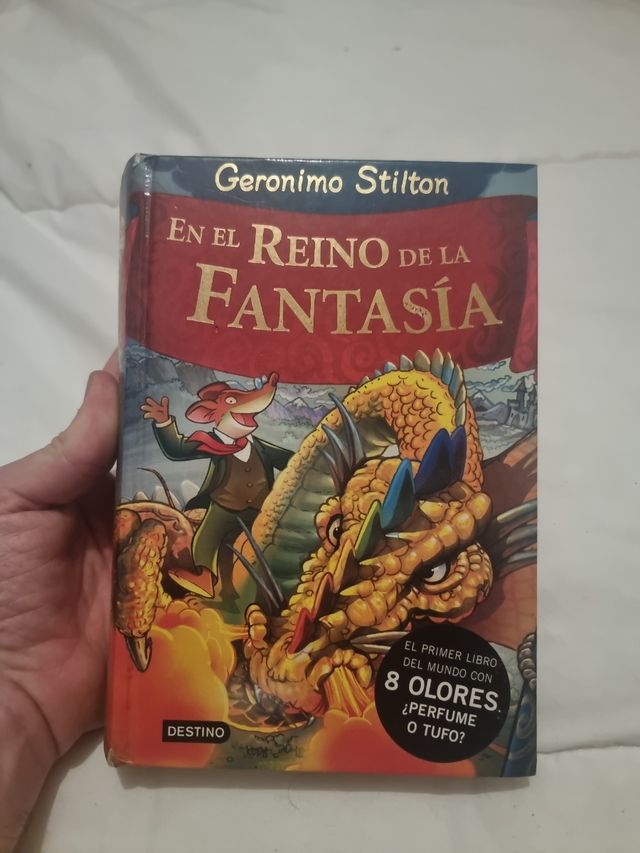 Geronimo Stilton
EN EL REINO DE LA
FANTASÍA
EL PRIMER LIBRO
DEL MUNDO CON
8 OLORES.
¿PERFUME
O TUFO?
DESTINO